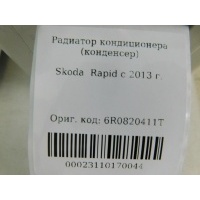 Радиатор кондиционера
(конденсер)
Skoda Rapid с 2013 г.
Ориг. код: 6R0820411T
00023110170044